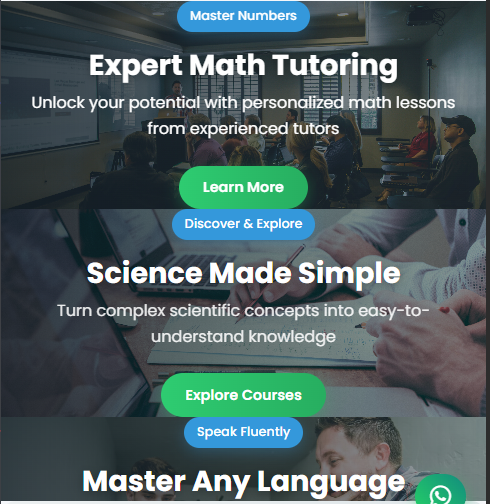 Master Numbers
Expert Math Tutoring
Unlock your potential with personalized math lessons
from experienced tutors
Learn More
Discover & Explore
Science Made Simple
Turn complex scientific concepts into easy-to-
understand knowledge
Explore Courses
Speak Fluently
Master Any Language